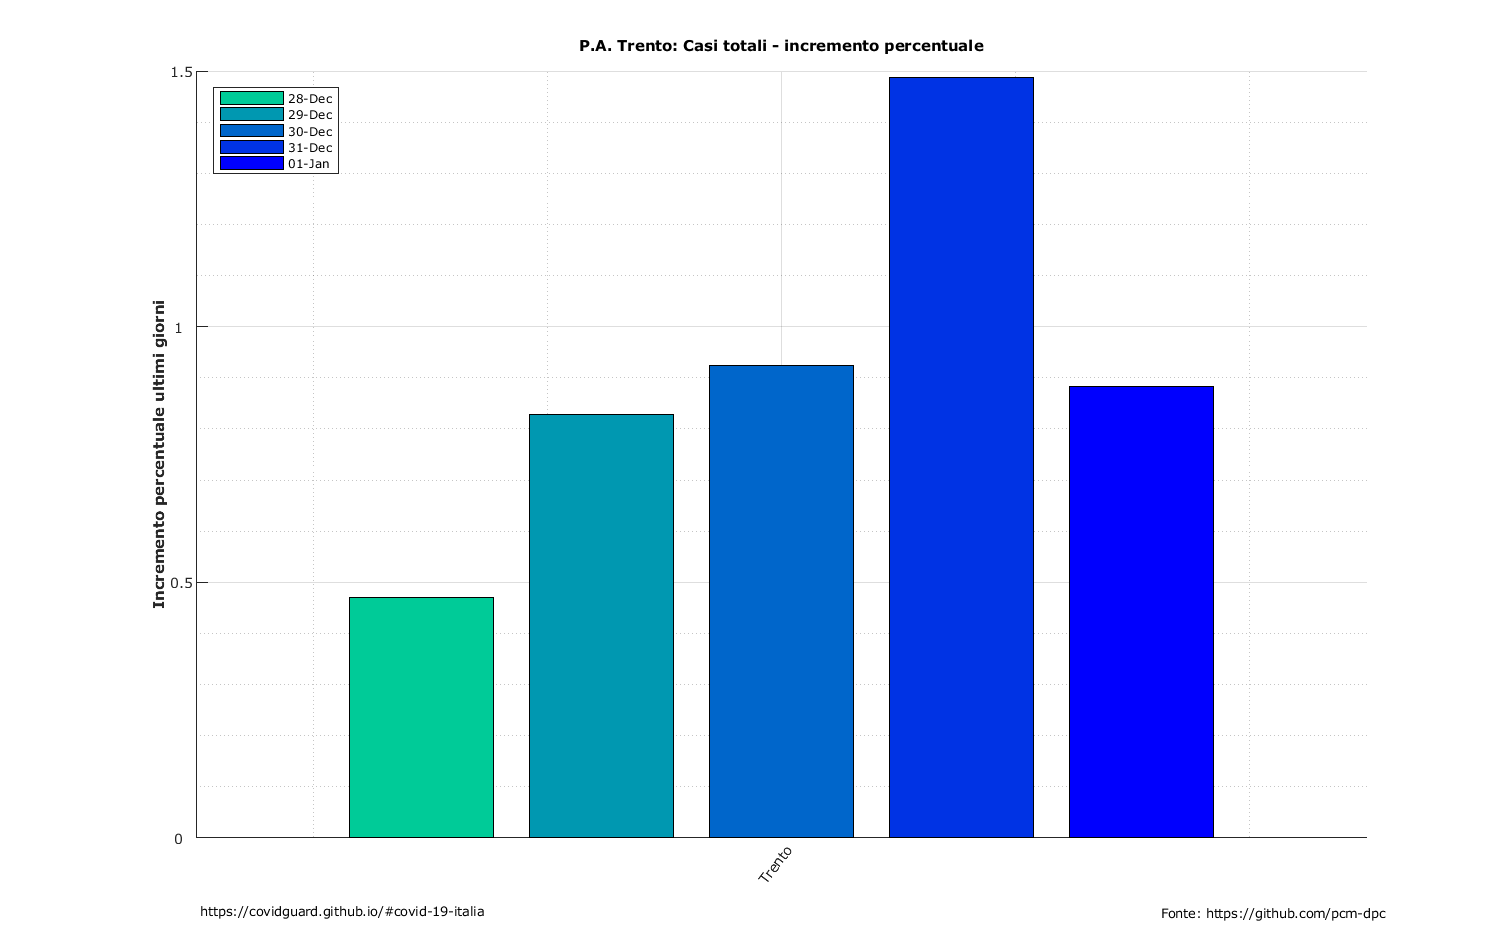 P.A. Trento: Casi totali - incremento percentuale
28-Dec
29-Dec
30-Dec
31-Dec
01-Jan
Incremento percentuale ultimi giorni
1.5
1
0.5
0
Trento
https://covidguard.github.io/#covid-19-italia
Fonte: https://github.com/pcm-dpc